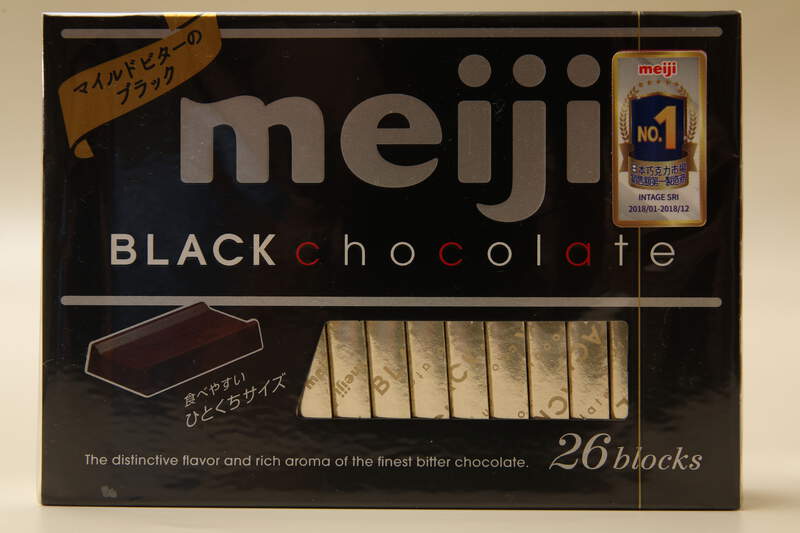 マイルドビターの
ブラック
meiji
meiji
NO.1
日本巧克力市場
INTAGE SRI
2018/01-2018/12
BLACK chocolate
食べやすい
ひとくちサイズ
meiji
BL
The distinctive flavor and rich aroma of the finest bitter chocolate.
26 blocks